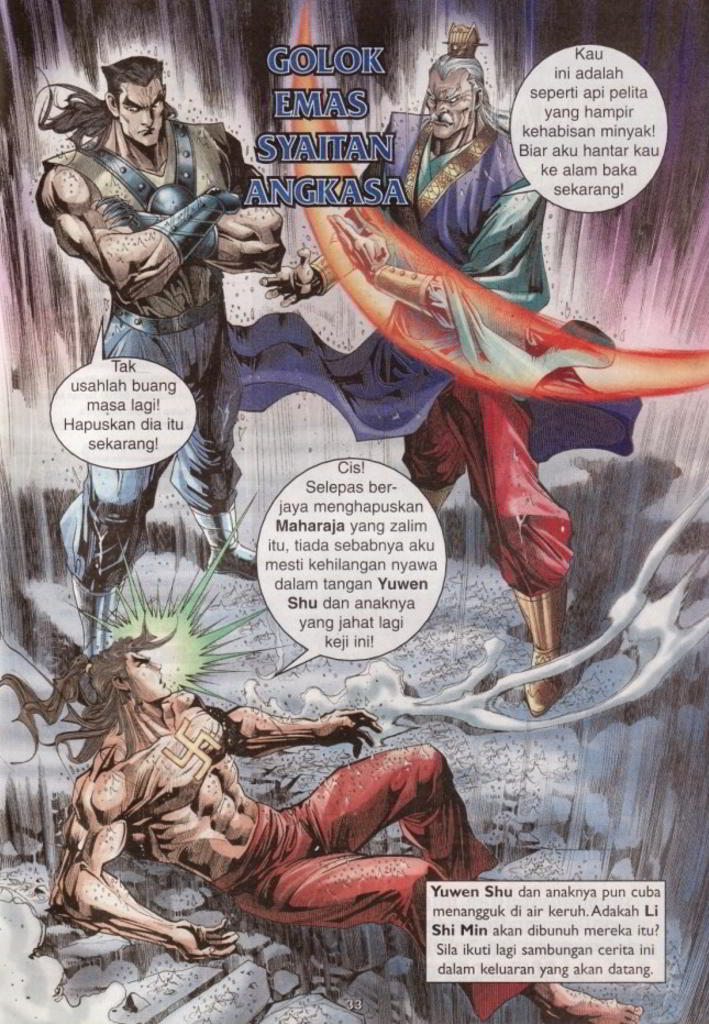 GOLOK
EMAS
SYAITAN
ANGKASA
Kau
ini adalah
seperti api pelita
yang hampir
kehabisan minyak!
Biar aku hantar kau
ke alam baka
sekarang!
Tak
usahlah buang
masa lagi!
Hapuskan dia itu
sekarang!
Cis!
Selepas ber-
jaya menghapuskan
Maharaja yang zalim
itu, tiada sebabnya aku
mesti kehilangan nyawa
dalam tangan Yuwen
Shu dan anaknya
yang jahat lagi
keji ini!
Yuwen Shu dan anaknya pun cuba
menangguk di air keruh. Adakah Li
Shi Min akan dibunuh mereka itu?
Sila ikuti lagi sambungan cerita ini
dalam keluaran yang akan datang.
33